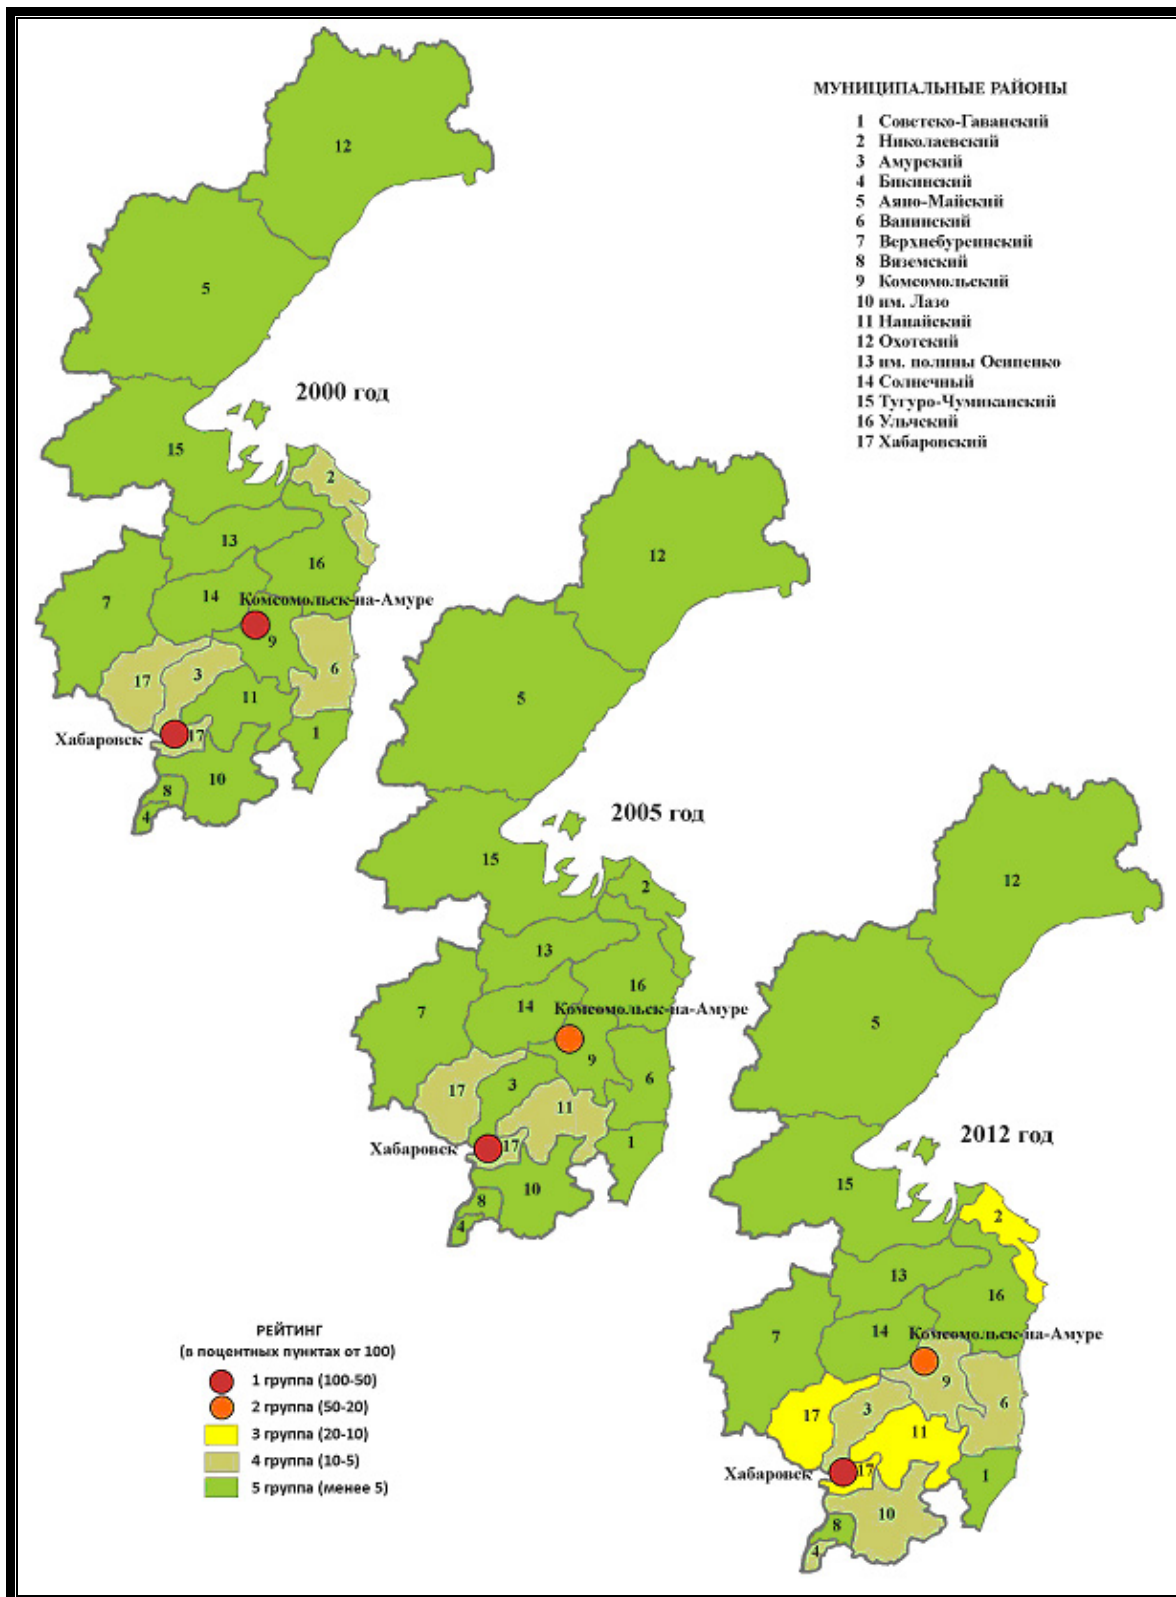 МУНИЦИПАЛЬНЫЕ РАЙОНЫ
1 Советско-Гаванский
2 Николаевский
3 Амурский
4 Бикинский
5 Аяно-Майский
6 Ванинский
7 Верхнебуреинский
8 Вяземский
9 Комсомольский
10 им. Лазо
11 Нанайский
12 Охотский
13 им. полины Осипенко
14 Солнечный
15 Тугуро-Чумиканский
16 Ульчский
17 Хабаровский
12
5
2000 год
15
2
13
16
7
14
Комсомольск-на-Амуре
9
17
3
6
11
Хабаровск
17
1
10
8
4
12
5
2005 год
15
2
13
16
7
14
Комсомольск-на-Амуре
9
6
17
3
11
Хабаровск
17
1
10
8
4
12
5
2012 год
15
2
13
16
7
14
Комсомольск-на-Амуре
9
6
17
3
11
Хабаровск
17
1
10
8
4
РЕЙТИНГ
(в поцентных пунктах от 100)
1 группа (100-50)
2 группа (50-20)
3 группа (20-10)
4 группа (10-5)
5 группа (менее 5)